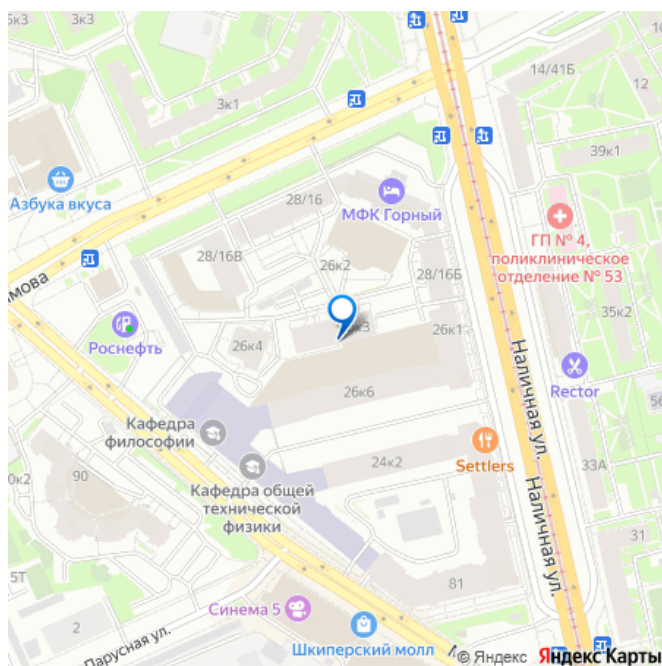 5к3
3к3
3к1
16
14/41Б
12
39к1
Азбука вкуса
28/16
МФК Горный
ГП № 4,
поликлиническое
отделение № 53
28/16В
26к2
28/16Б
имова
35к2
Роснефть
26к4
к3
26к1
Наличная ул.
Rector
56
26к6
Кафедра
философии
Settlers
24к2
33А
90
0к2
Кафедра общей
технической
физики
Наличная ул.
31
5Т
81
Синема 5
2
Парусная ул.
Шкиперский молл
М
© Яндекс Яндекс Карты